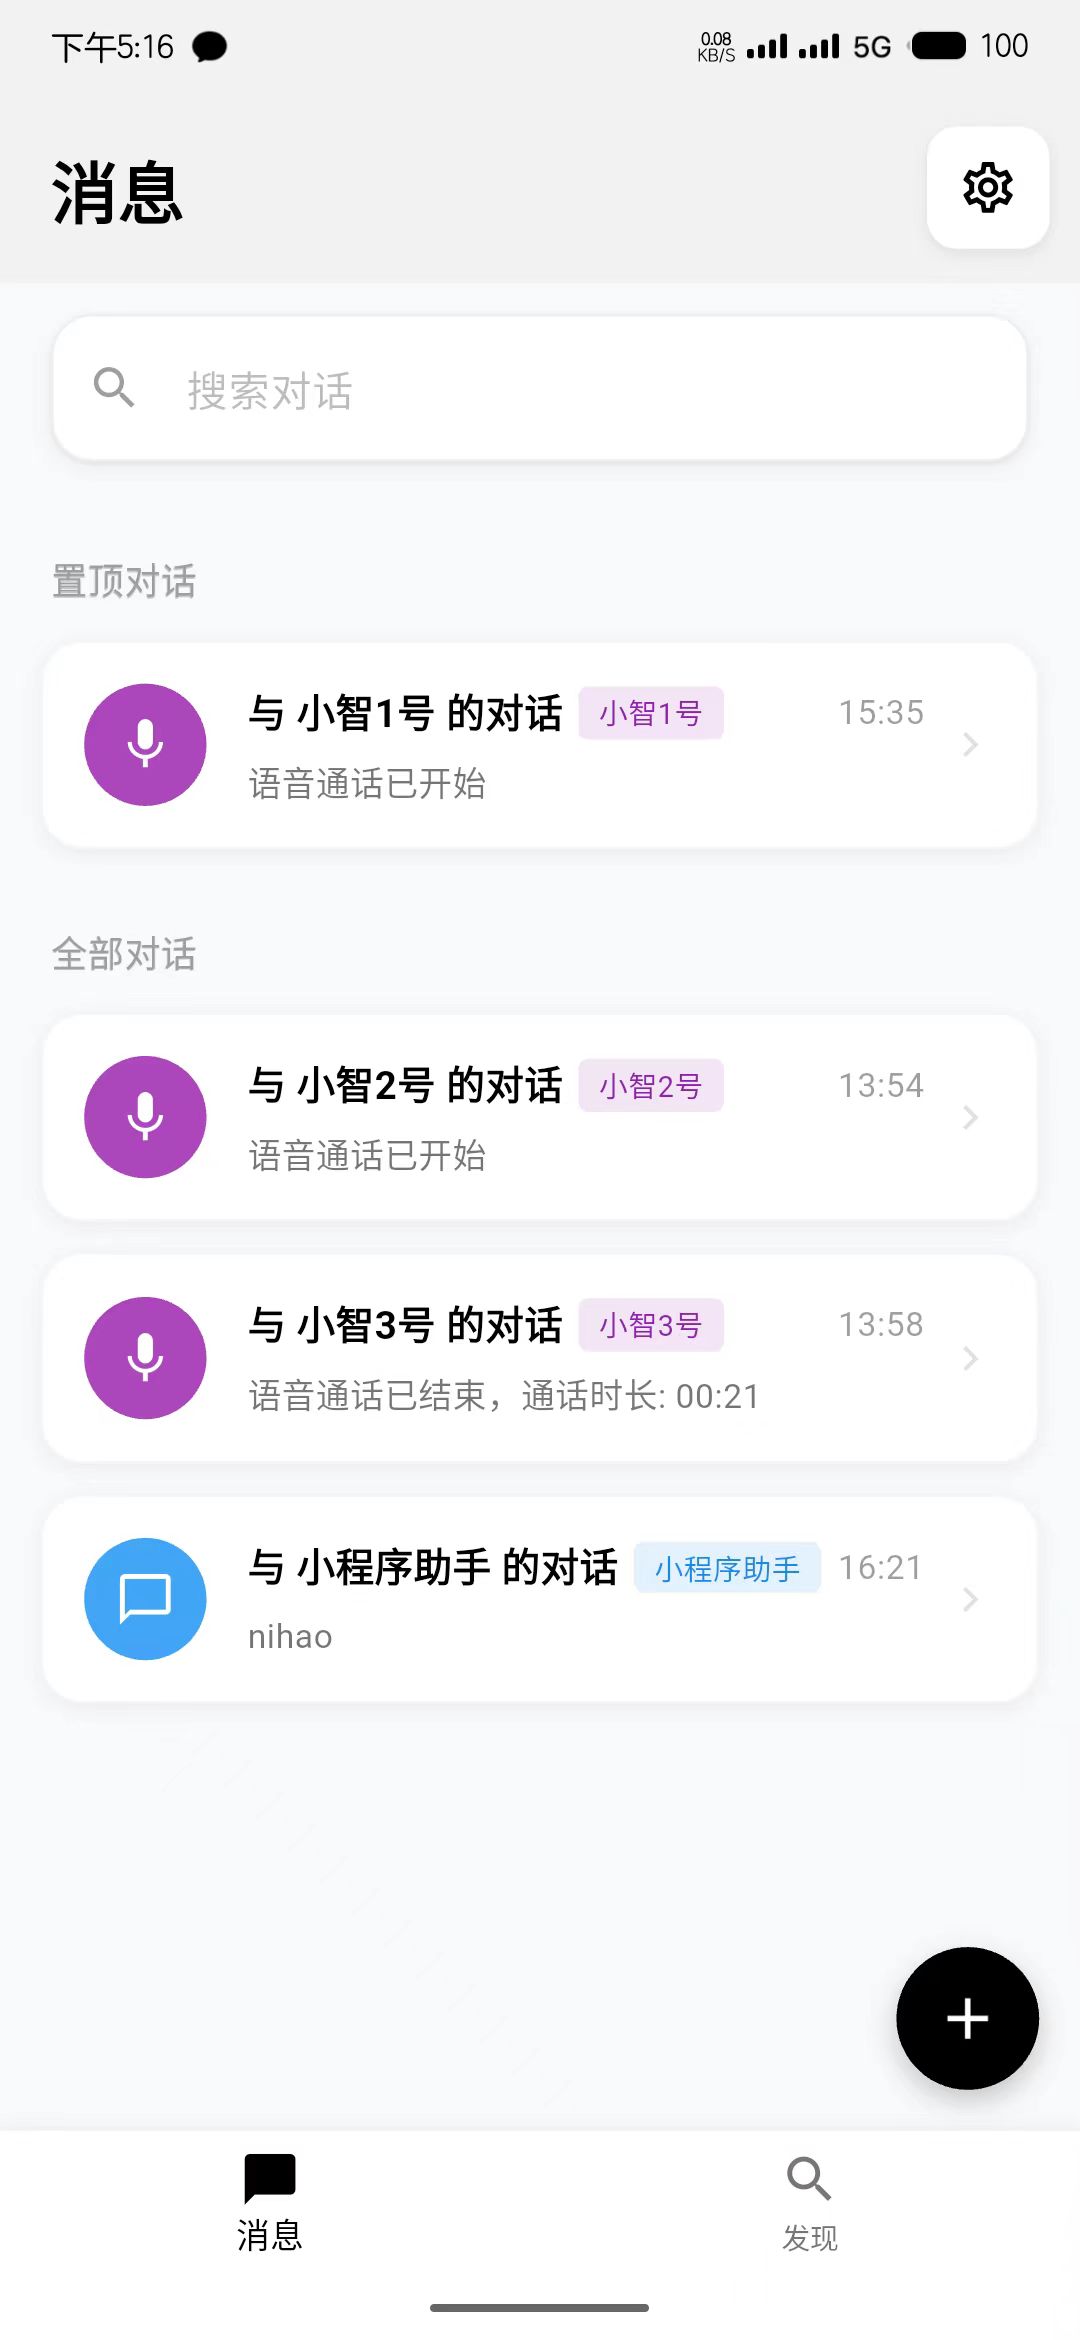 下午5:16
0.08
KB/S
5G
100
消息
搜索对话
置顶对话
与 小智1号 的对话 小智1号 15:35
语音通话已开始
全部对话
与 小智2号 的对话 小智2号 13:54
语音通话已开始
与 小智3号 的对话 小智3号 13:58
语音通话已结束，通话时长: 00:21
与 小程序助手 的对话 小程序助手 16:21
nihao
消息
发现